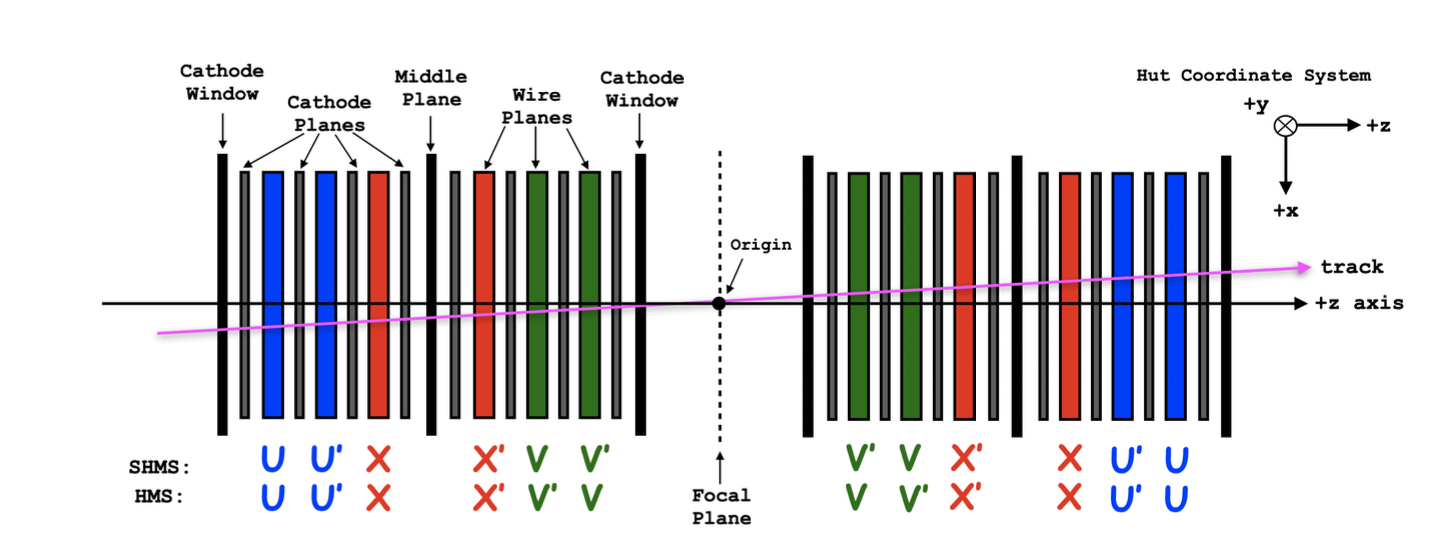 Cathode
Window
Cathode
Planes
Middle
Plane
Wire
Planes
Cathode
Window
Hut Coordinate System
+y
+z
+x
Origin
track
+z axis
SHMS: U U' X X' V V' V' V X' X U' U
HMS: U U' X X' V' V V V' X' X U' U
Focal
Plane